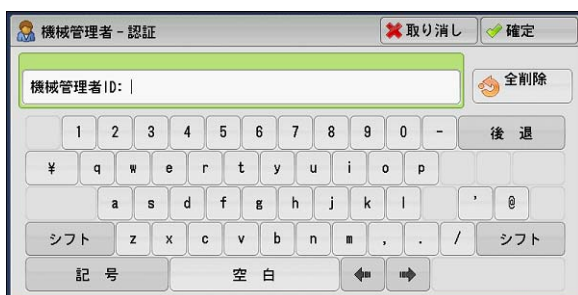 機械管理者 - 認証 取り消し 確定
機械管理者ID: 全削除
1 2 3 4 5 6 7 8 9 0 - 後 退
¥ q w e r t y u i o p
a s d f g h j k l ' @
シフト z x c v b n m , . / シフト
記 号 空 白